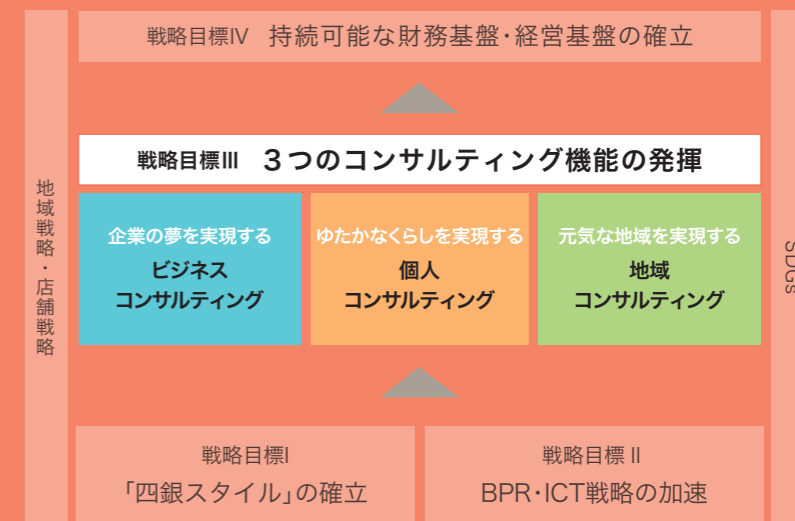 戦略目標Ⅳ 持続可能な財務基盤・経営基盤の確立
地域戦略・店舗戦略
戦略目標Ⅲ 3つのコンサルティング機能の発揮
企業の夢を実現する
ビジネス
コンサルティング
ゆたかなくらしを実現する
個人
コンサルティング
元気な地域を実現する
地域
コンサルティング
SDGs
戦略目標Ⅰ
「四銀スタイル」の確立
戦略目標Ⅱ
BPR・ICT戦略の加速